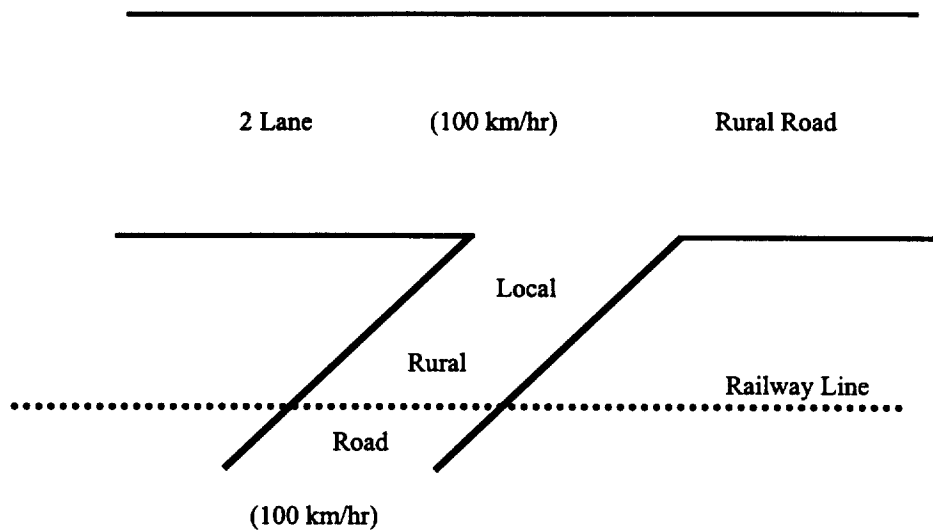 2 Lane (100 km/hr) Rural Road
Local
Rural
Railway Line
Road
(100 km/hr)